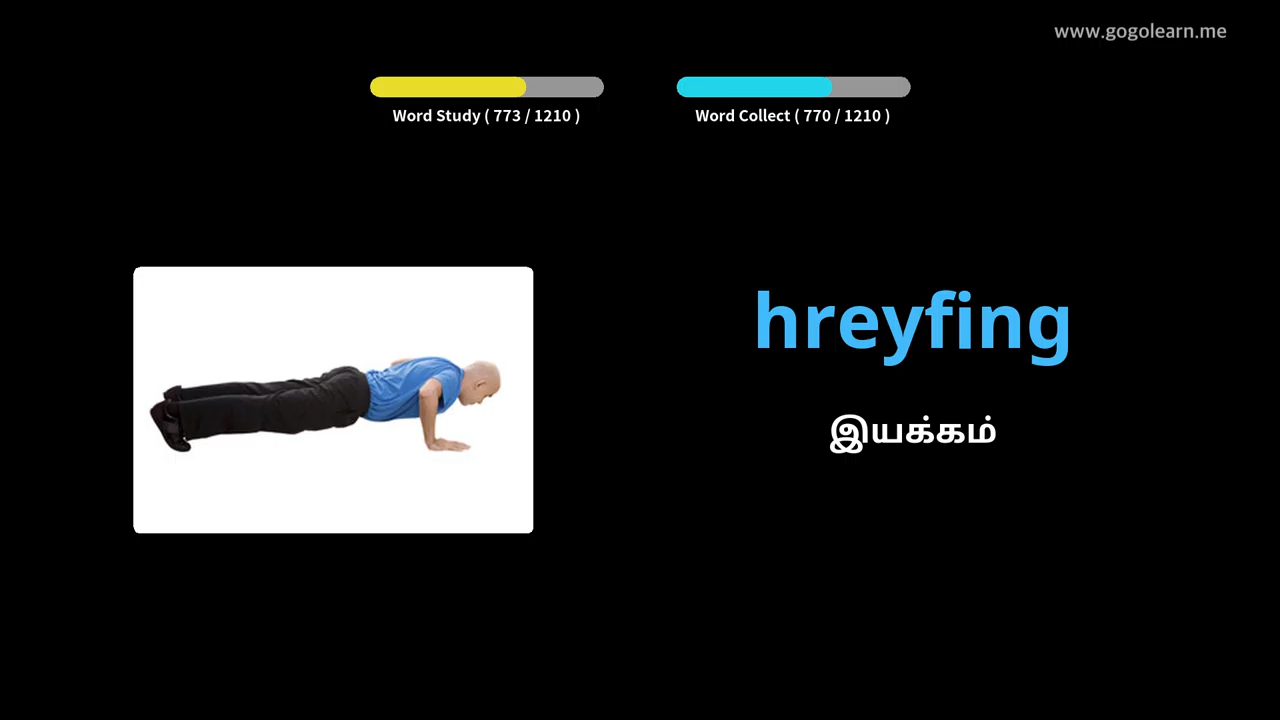 www.gogolearn.me
Word Study ( 773 / 1210 )
Word Collect ( 770 / 1210 )
hreyfing
இயக்கம்